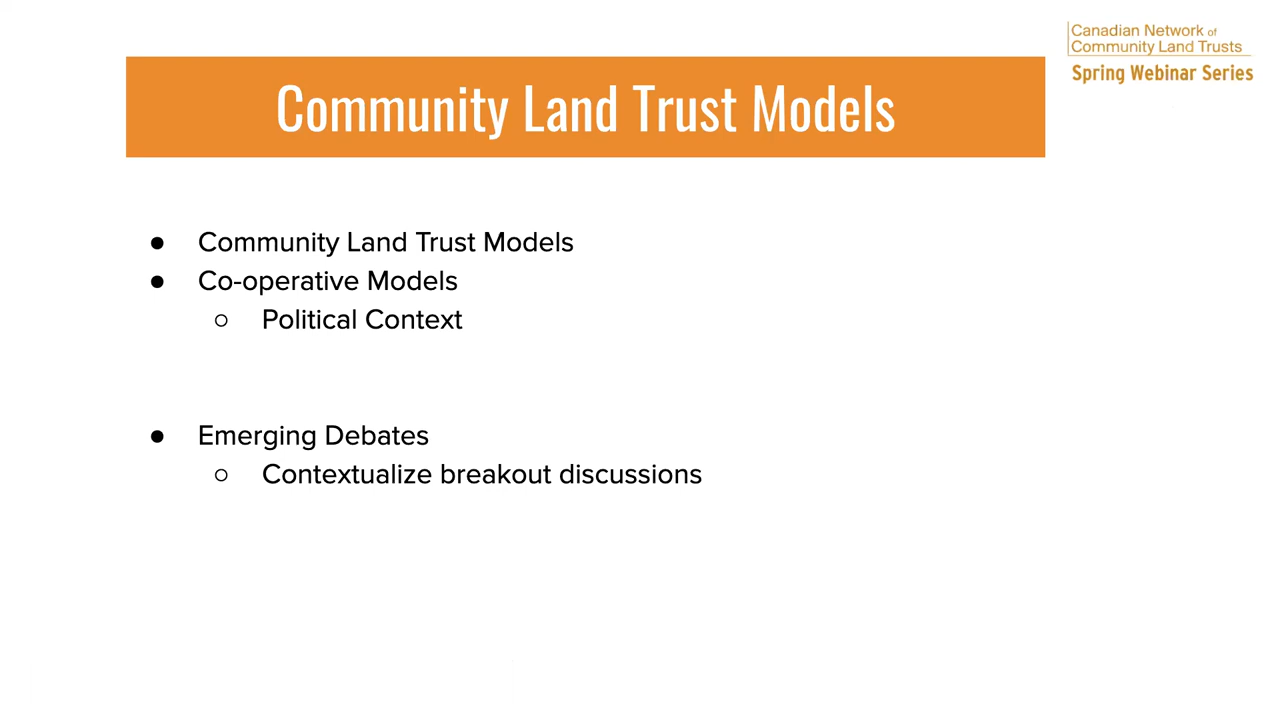 Canadian Network of
Community Land Trusts
Spring Webinar Series
Community Land Trust Models
● Community Land Trust Models
● Co-operative Models
○ Political Context
● Emerging Debates
○ Contextualize breakout discussions